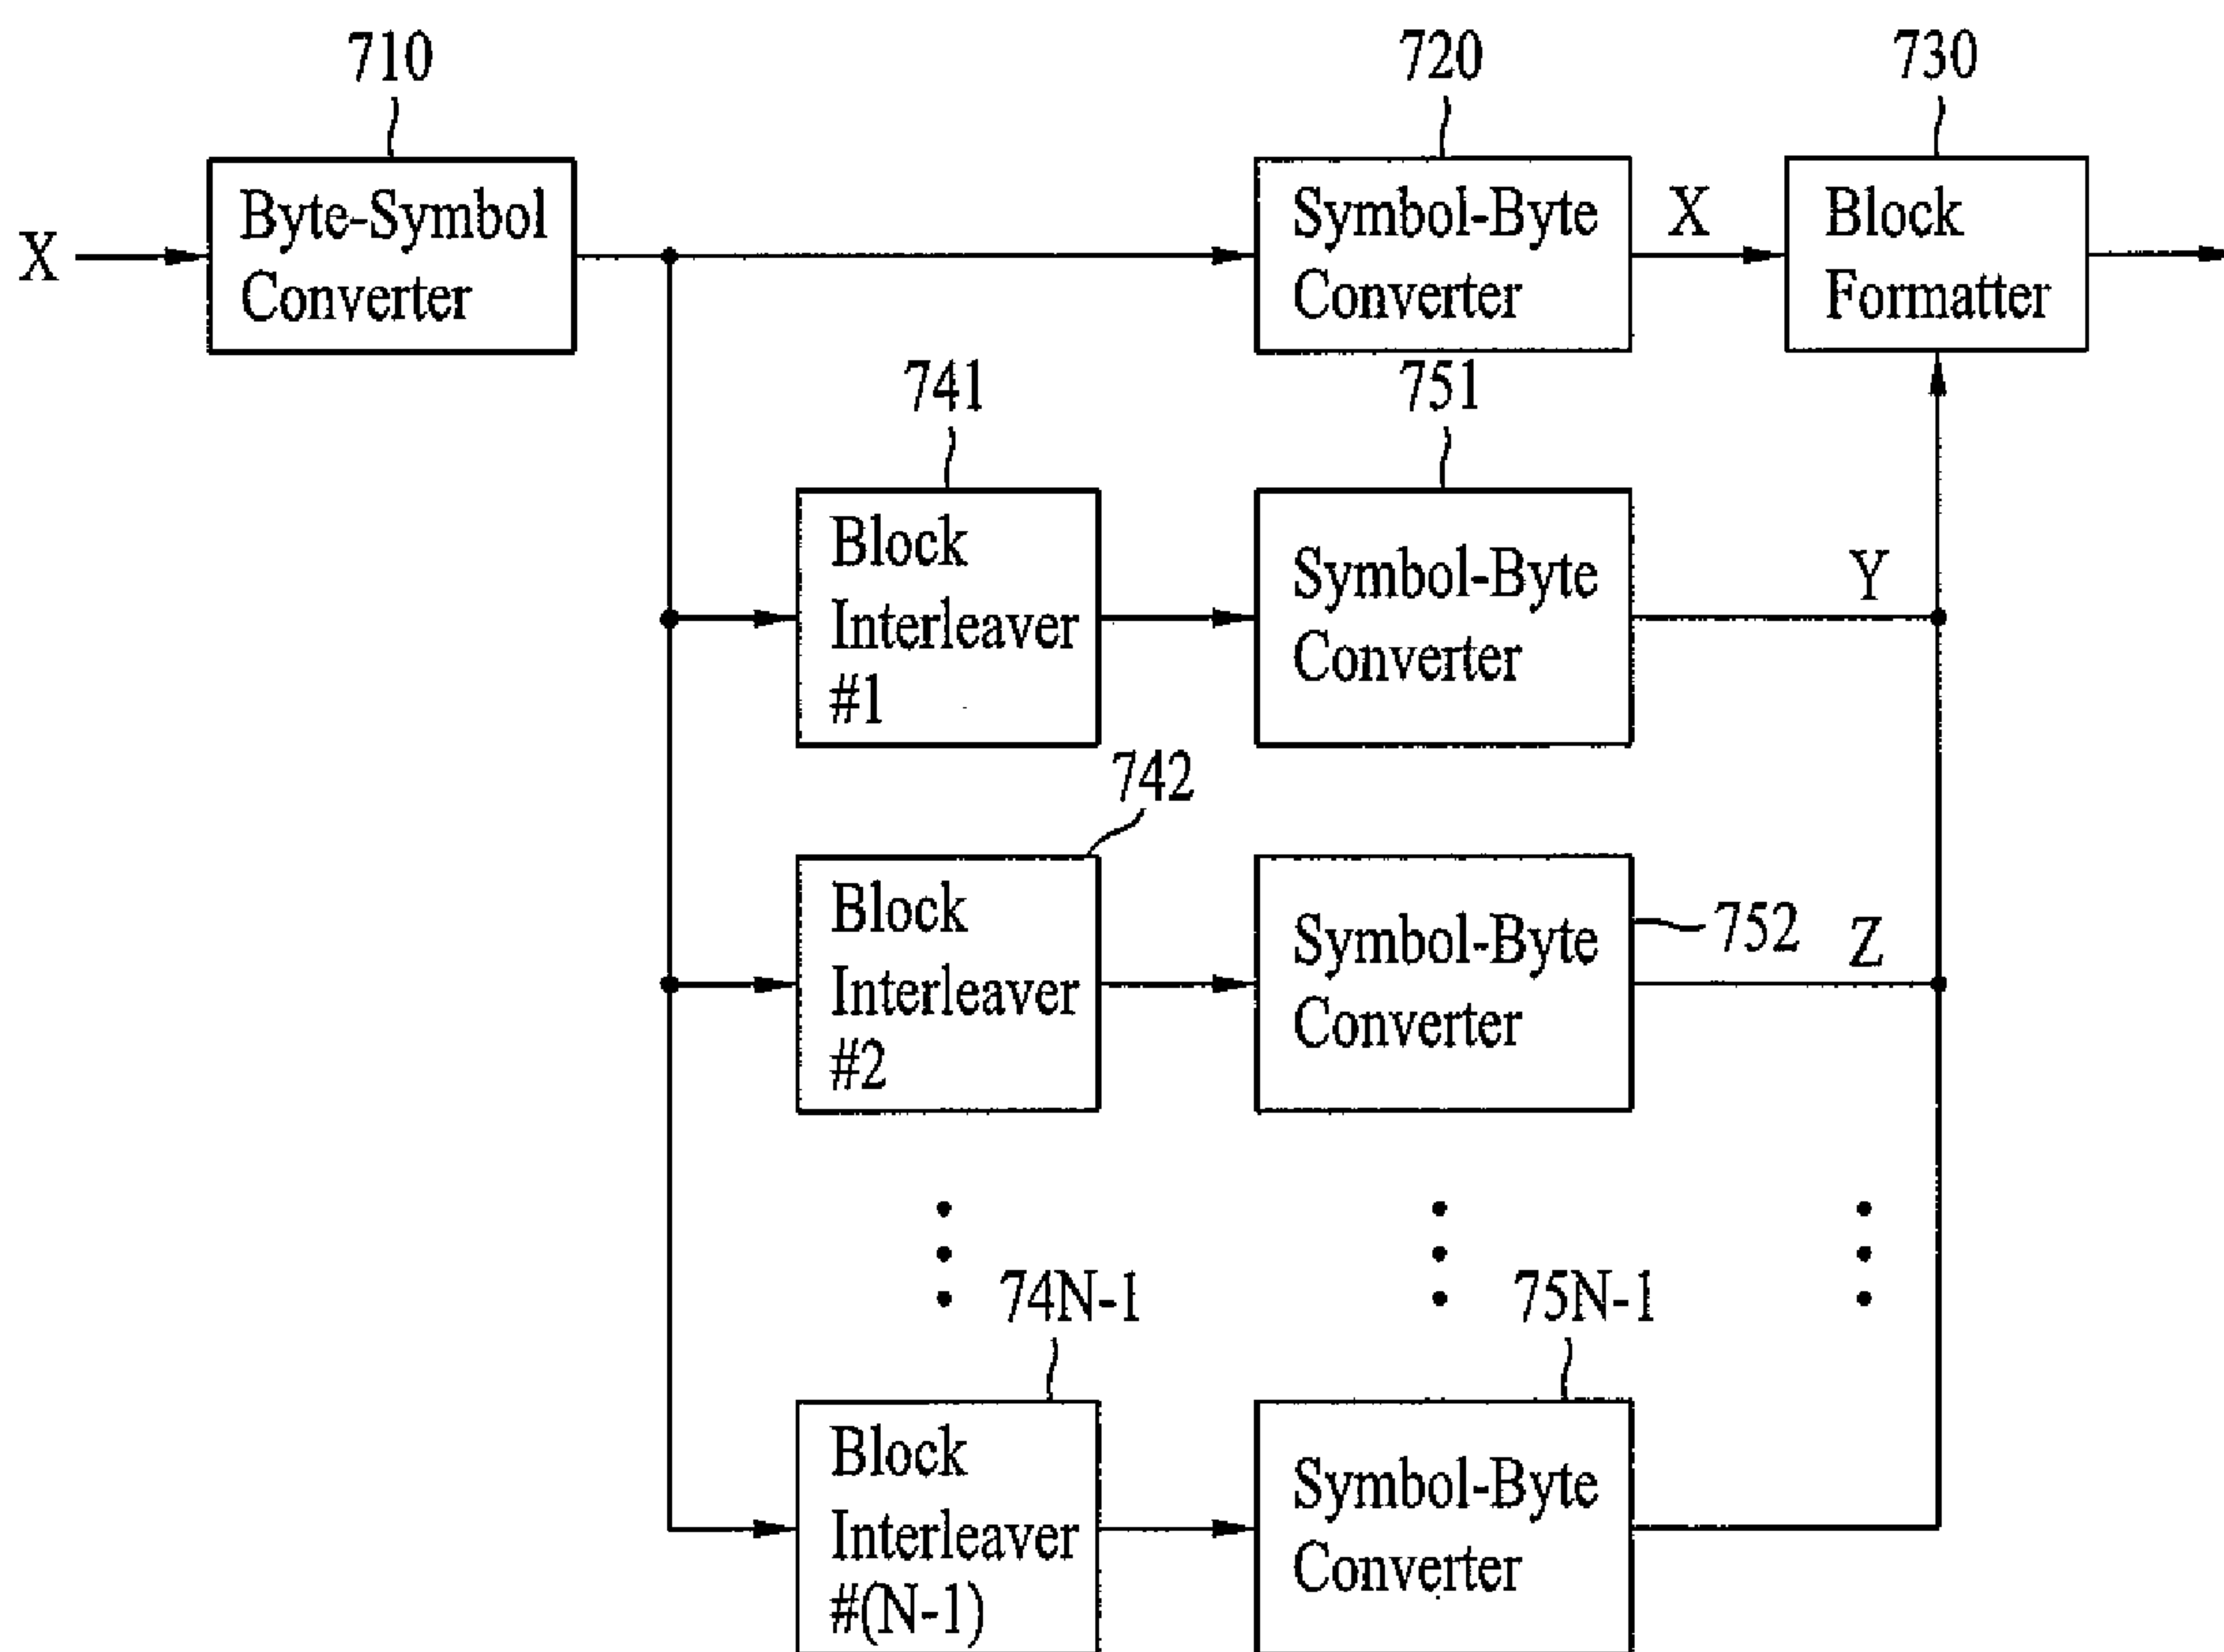 710
720
730
X
Byte-Symbol
Converter
Symbol-Byte
Converter
X
Block
Formatter
741
751
Block
Interleaver
#1
Symbol-Byte
Converter
Y
742
Block
Interleaver
#2
Symbol-Byte
Converter
752
Z
74N-1
75N-1
Block
Interleaver
#(N-1)
Symbol-Byte
Converter